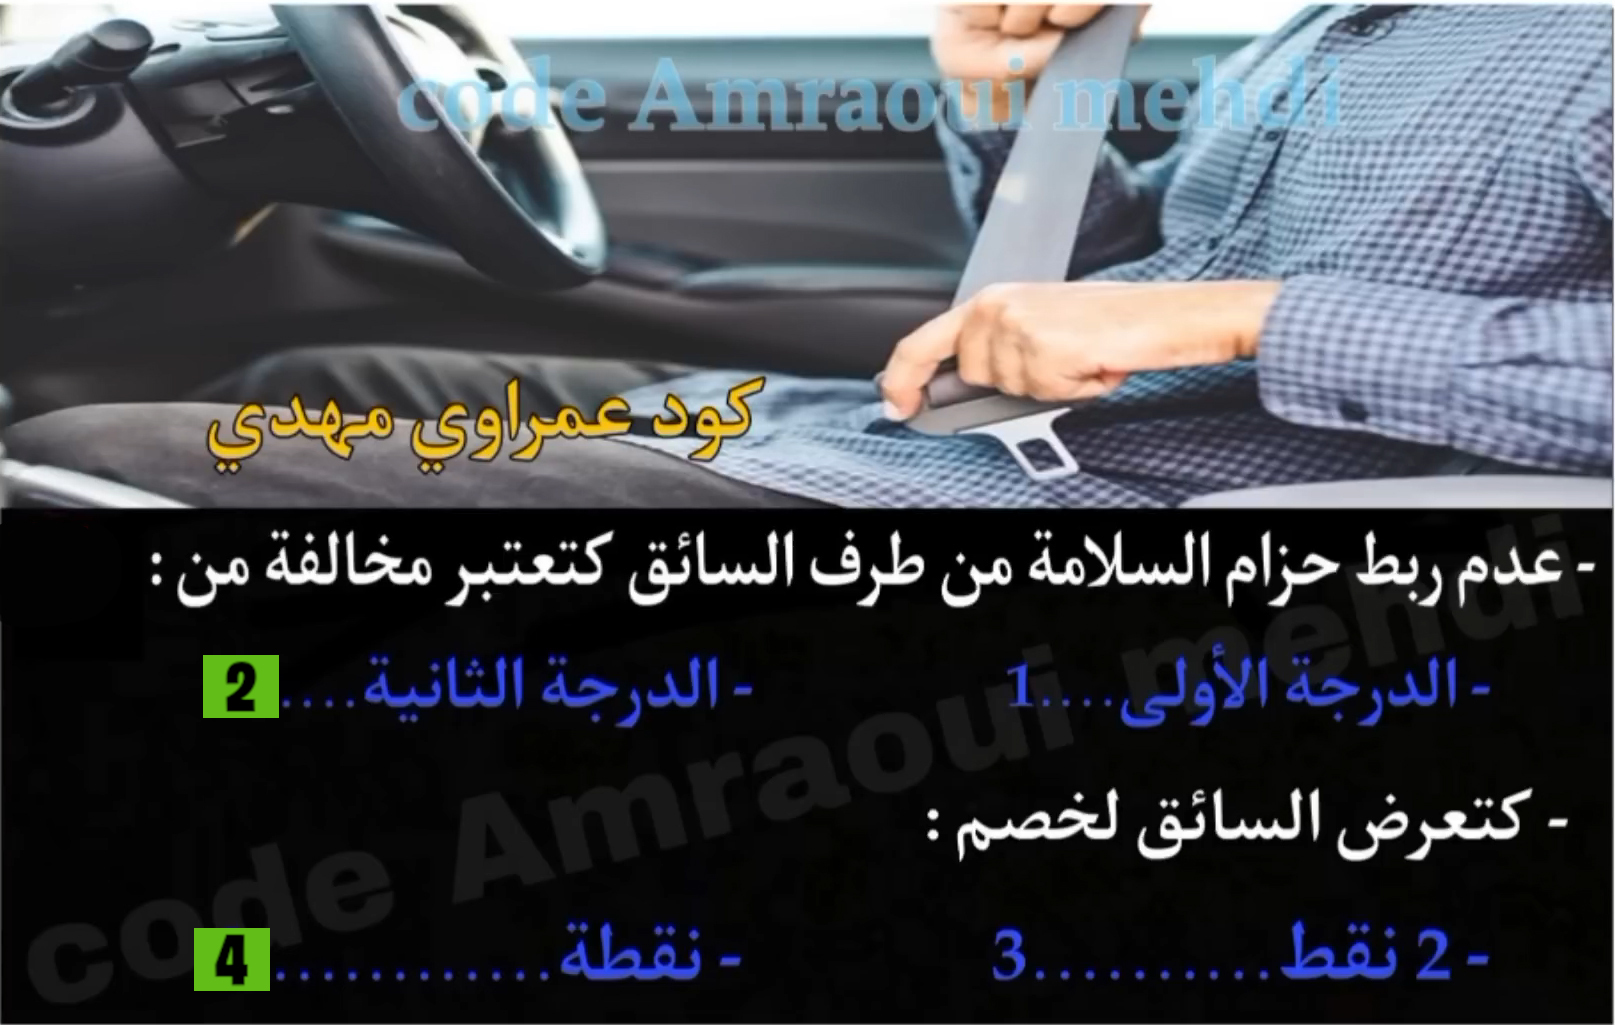 code Amraoui mehdi
كود عمراوي مهدي
- عدم ربط حزام السلامة من طرف السائق كتعتبر مخالفة من :
- الدرجة الأولى....1 - الدرجة الثانية....2
- كتعرض السائق لخصم :
- 2 نقط..........3 - نقطة............4
code Amraoui mehdi